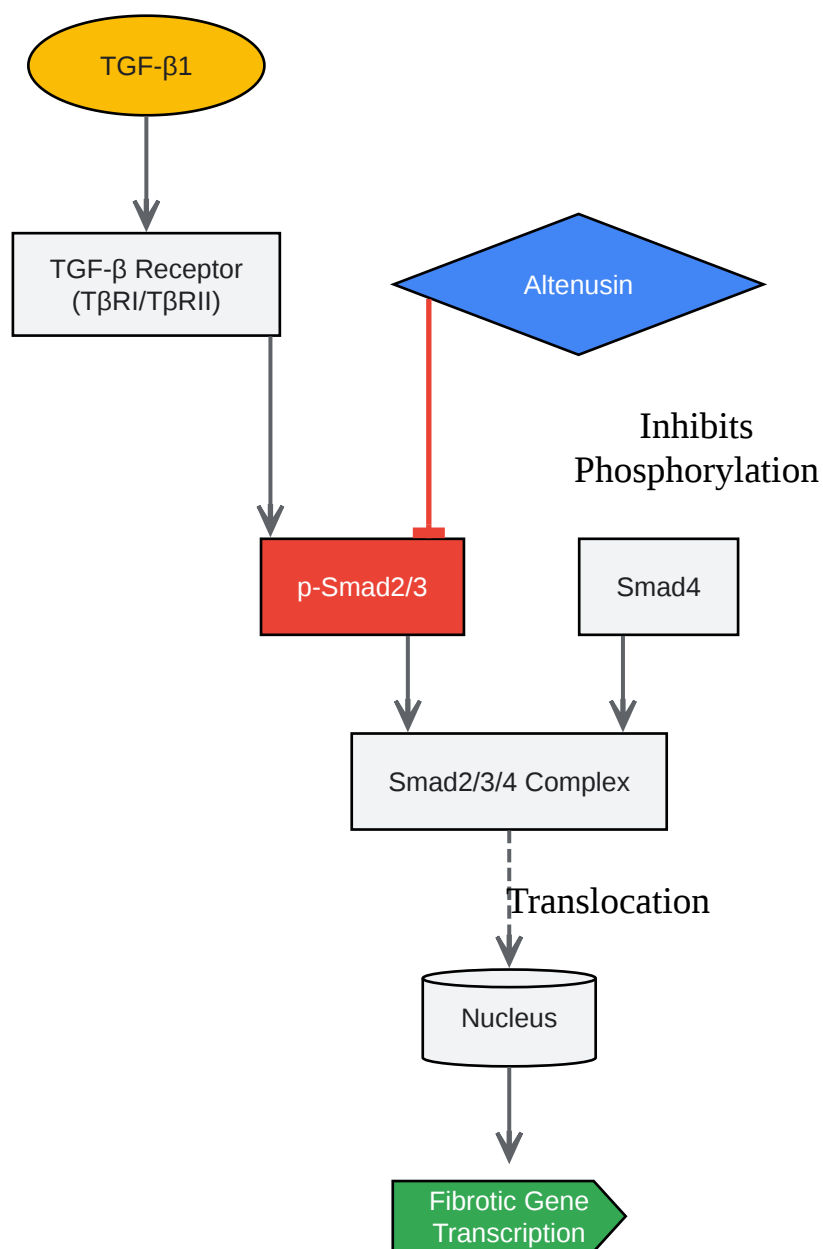 TGF-β1
TGF-β Receptor
(TβRI/TβRII)
Altenusin
Inhibits
Phosphorylation
p-Smad2/3
Smad4
Smad2/3/4 Complex
Translocation
Nucleus
Fibrotic Gene
Transcription